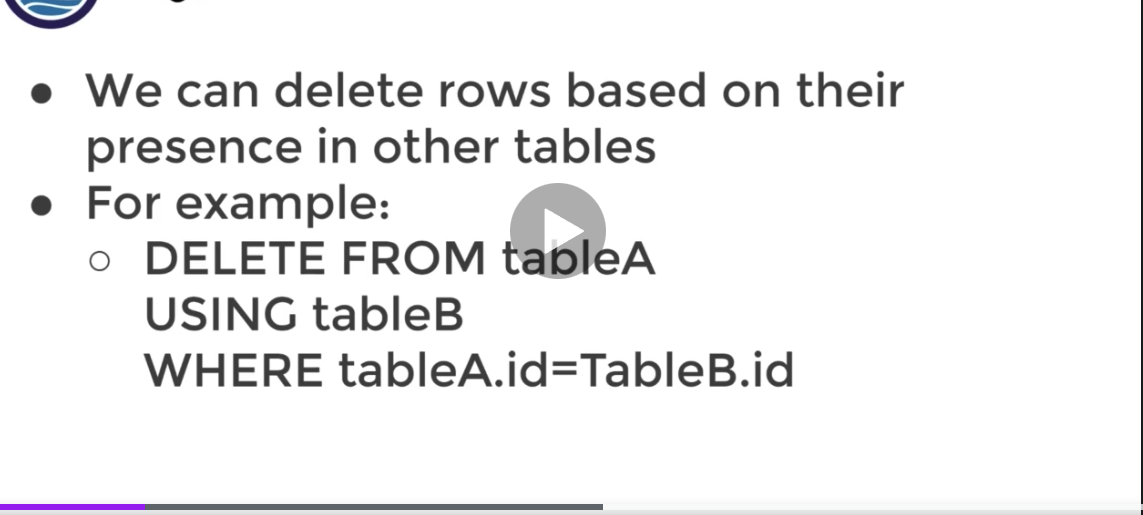 ● We can delete rows based on their
presence in other tables
● For example:
○ DELETE FROM tableA
USING tableB
WHERE tableA.id=TableB.id